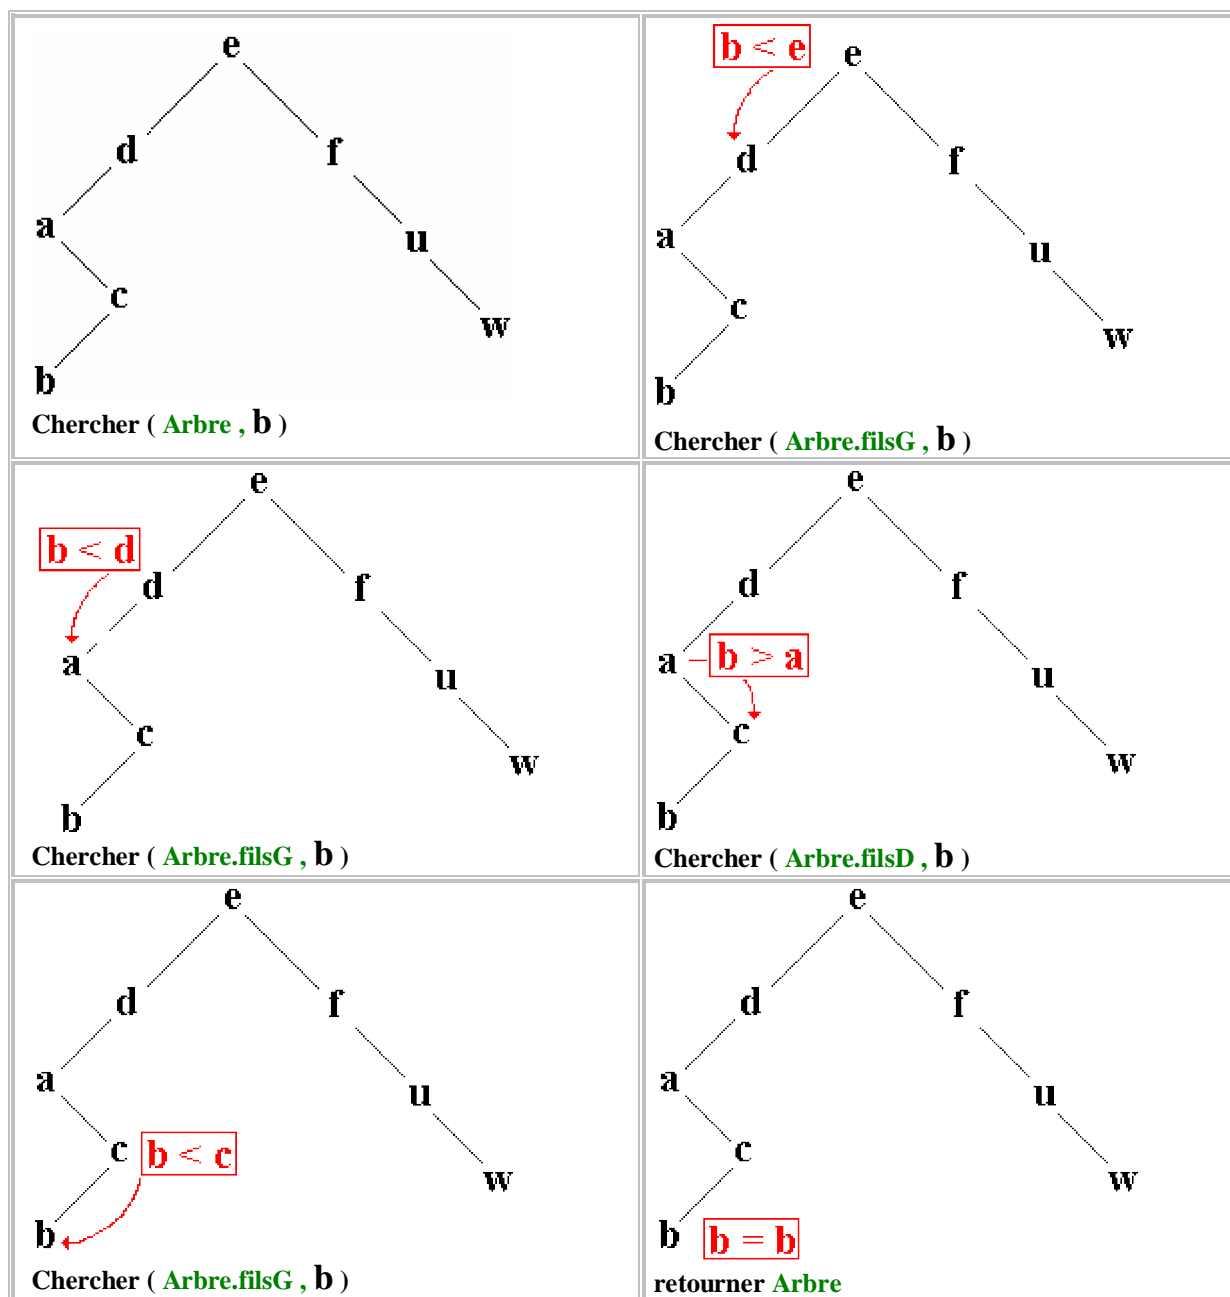 e
d f
a
u
c
w
b
Chercher ( Arbre , b )
b < e
e
d f
a
u
c
w
b
Chercher ( Arbre.filsG , b )
e
b < d
d f
a
u
c
w
b
Chercher ( Arbre.filsG , b )
e
d f
a b > a
u
c
w
b
Chercher ( Arbre.filsD , b )
e
d f
a
u
c b < c
w
b
Chercher ( Arbre.filsG , b )
e
d f
a
u
c
w
b b = b
retourner Arbre